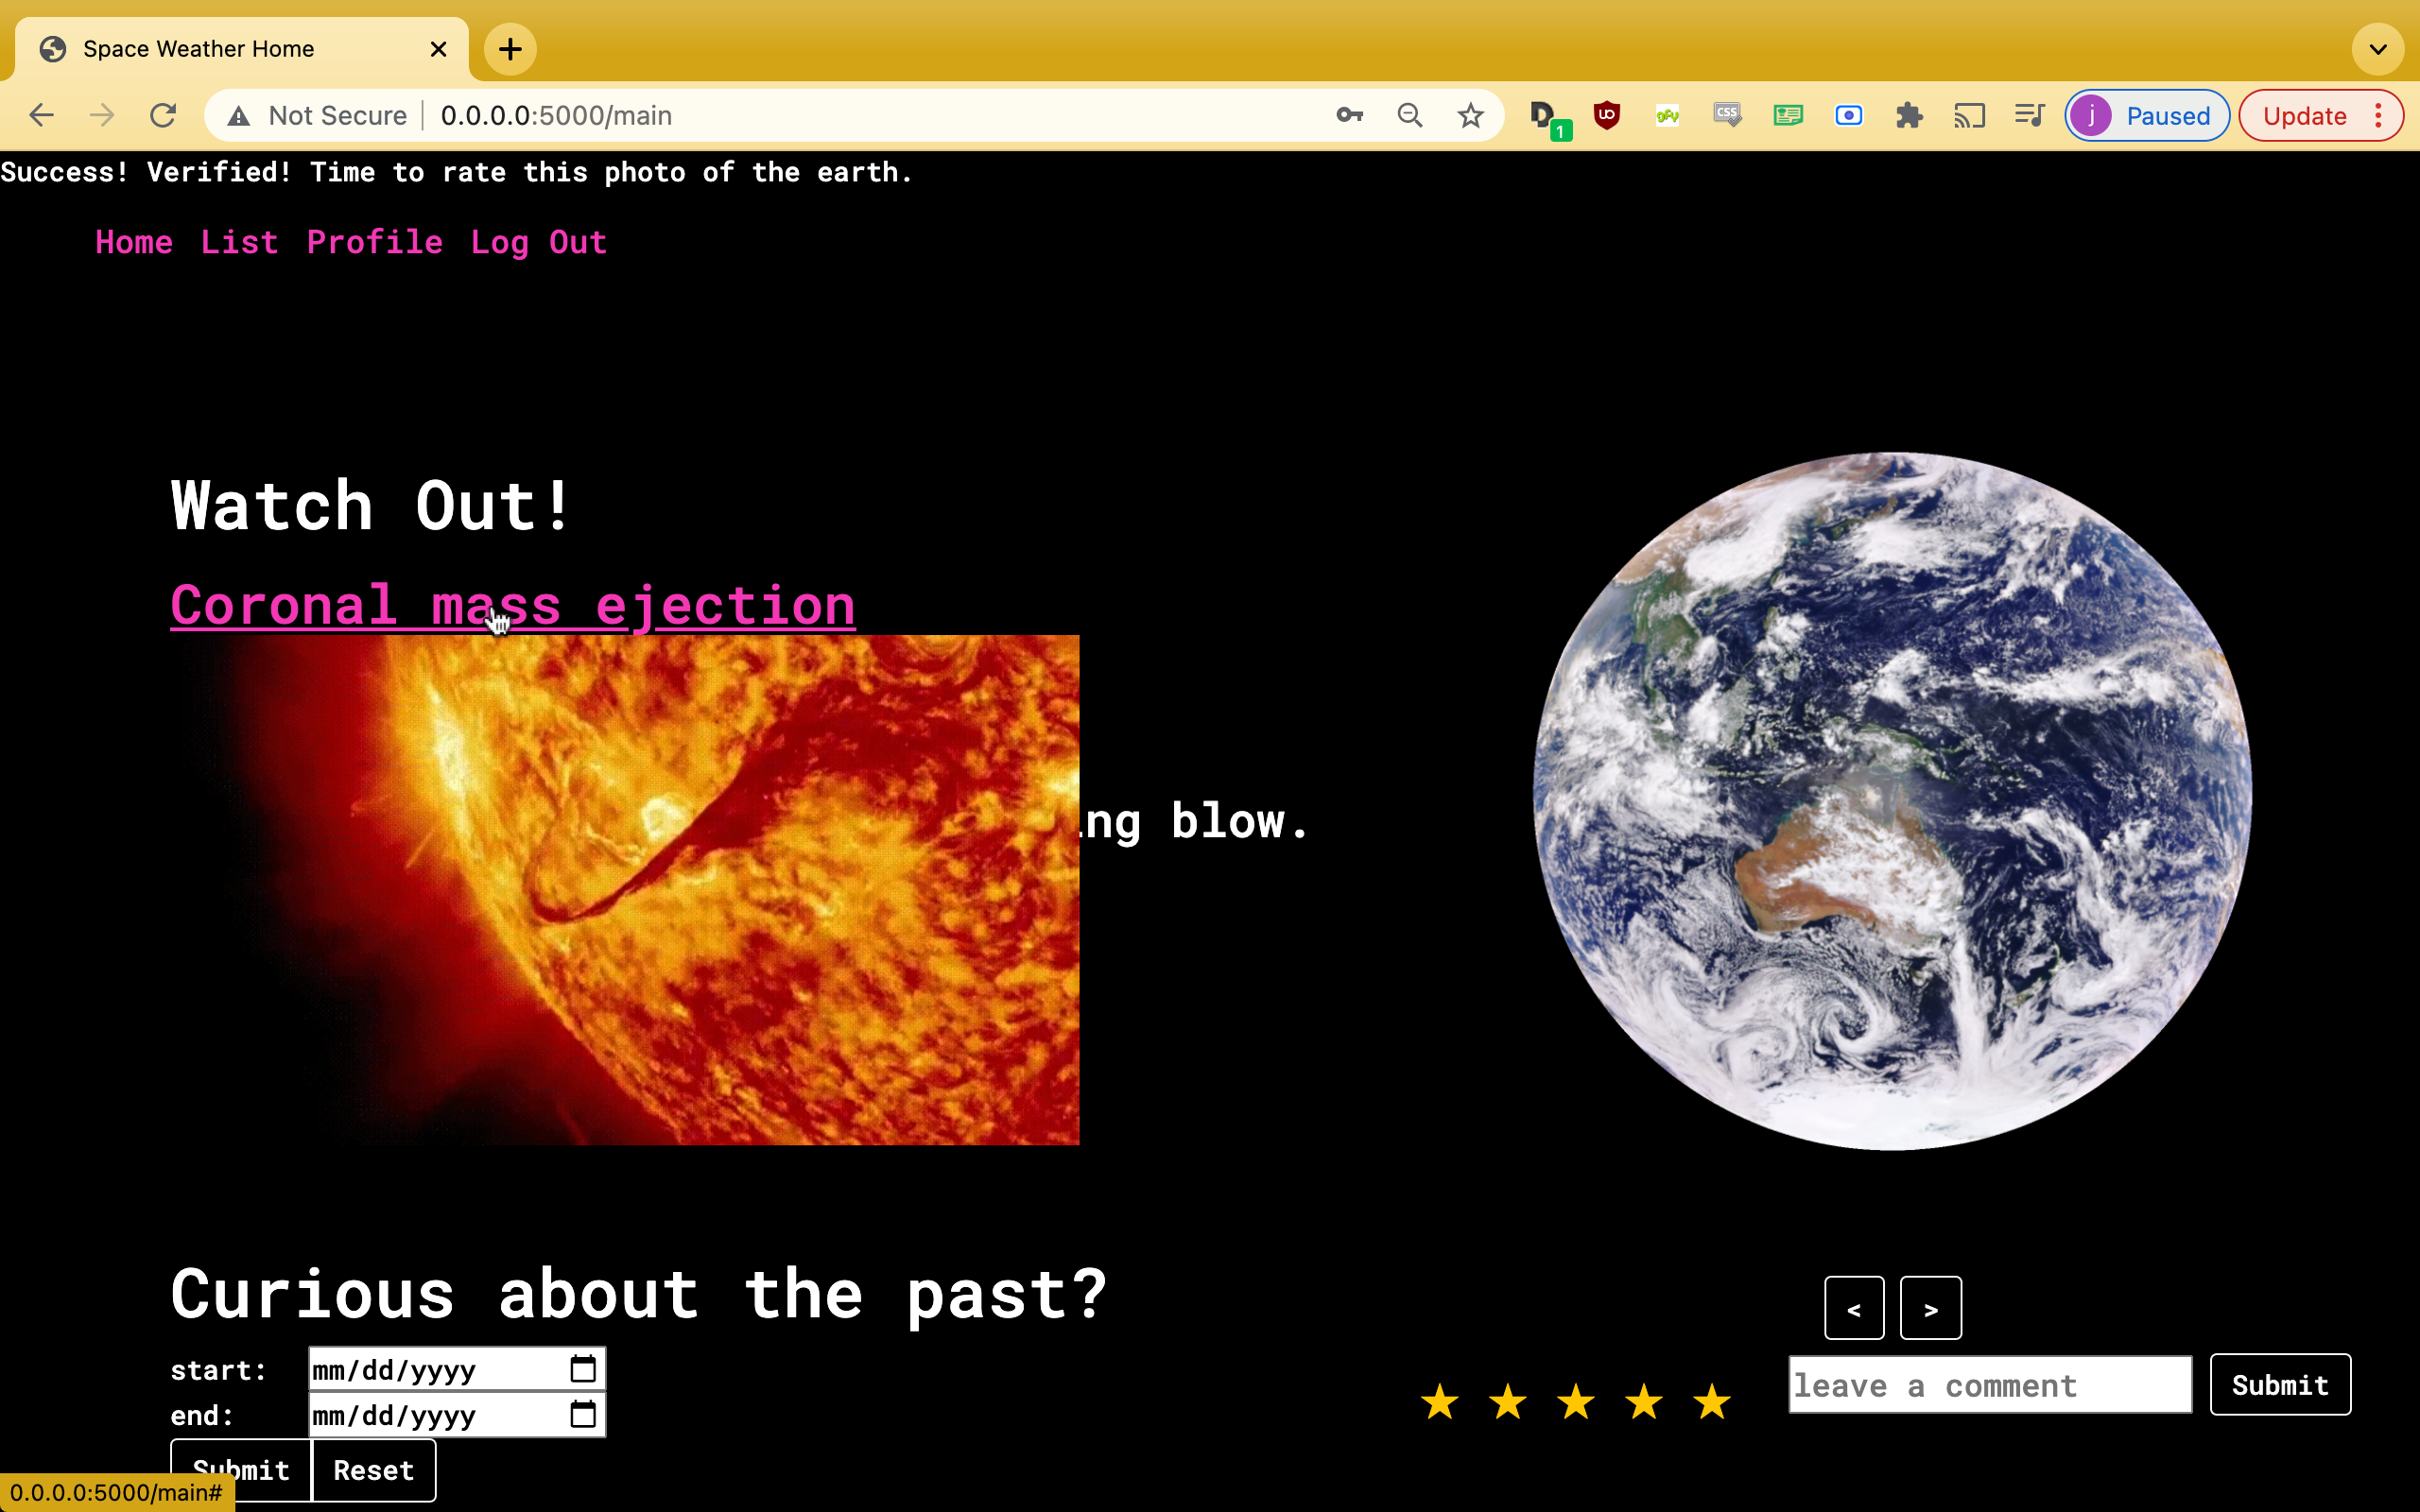 Space Weather Home
Not Secure
0.0.0.0:5000/main
1
j
Paused
Update
Success! Verified! Time to rate this photo of the earth.
Home List Profile Log Out
Watch Out!
Coronal mass ejection
blow.
Curious about the past?
< >
start: mm/dd/yyyy
end: mm/dd/yyyy
leave a comment
Submit
Submit
Reset
0.0.0.0:5000/main#